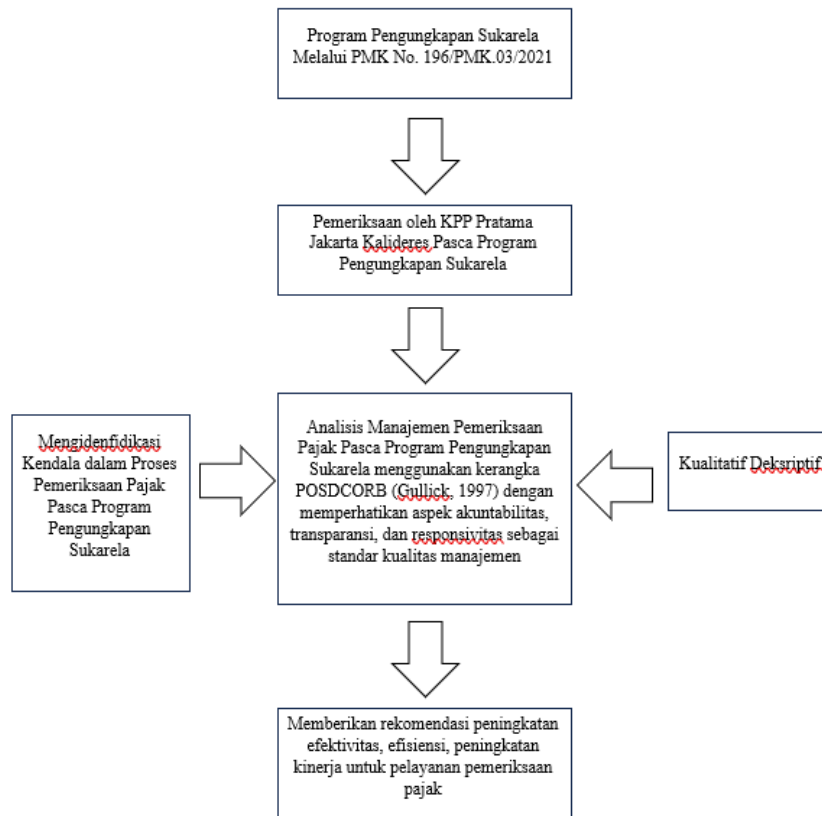 Program Pengungkapan Sukarela
Melalui PMK No. 196/PMK.03/2021
Pemeriksaan oleh KPP Pratama
Jakarta Kalideres Pasca Program
Pengungkapan Sukarela
Mengidenfidikasi
Kendala dalam Proses
Pemeriksaan Pajak
Pasca Program
Pengungkapan
Sukarela
Analisis Manajemen Pemeriksaan
Pajak Pasca Program Pengungkapan
Sukarela menggunakan kerangka
POSDCORB (Gullick, 1997) dengan
memperhatikan aspek akuntabilitas,
transparansi, dan responsivitas sebagai
standar kualitas manajemen
Kualitatif Deksriptif
Memberikan rekomendasi peningkatan
efektivitas, efisiensi, peningkatan
kinerja untuk pelayanan pemeriksaan
pajak